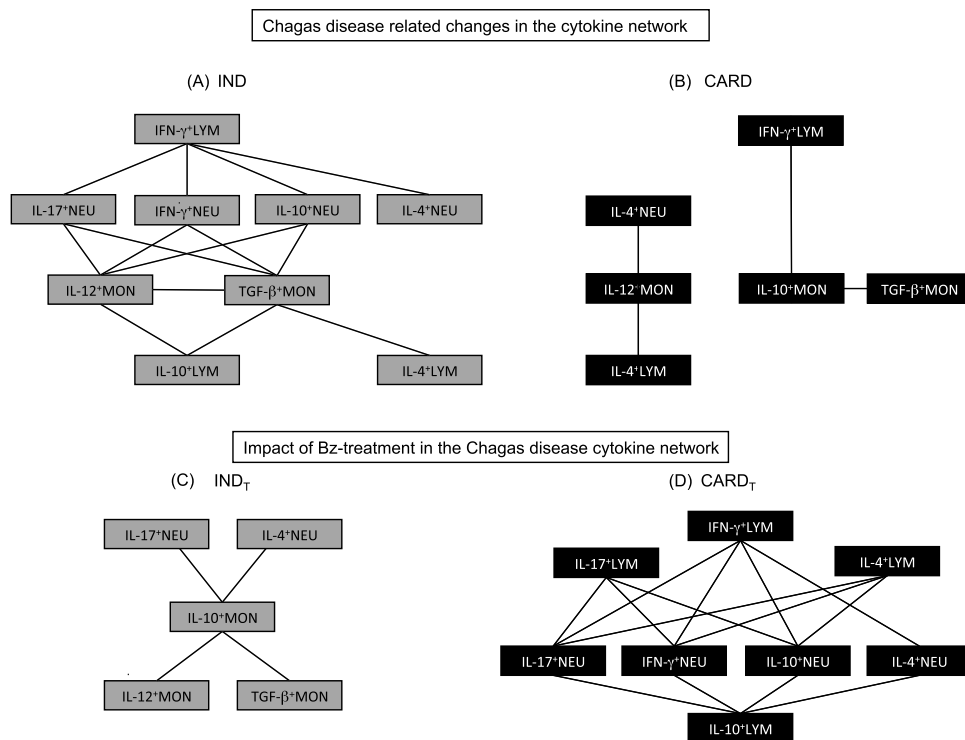 Chagas disease related changes in the cytokine network
(A) IND
(B) CARD
IFN-γ⁺LYM
IFN-γ⁺LYM
IL-17⁺NEU
IFN-γ⁺NEU
IL-10⁺NEU
IL-4⁺NEU
IL-4⁺NEU
IL-12⁺MON
TGF-β⁺MON
IL-12⁺MON
IL-10⁺MON
TGF-β⁺MON
IL-10⁺LYM
IL-4⁺LYM
IL-4⁺LYM
Impact of Bz-treatment in the Chagas disease cytokine network
(C) INDT
(D) CARDT
IL-17⁺NEU
IL-4⁺NEU
IFN-γ⁺LYM
IL-17⁺LYM
IL-4⁺LYM
IL-10⁺MON
IL-17⁺NEU
IFN-γ⁺NEU
IL-10⁺NEU
IL-4⁺NEU
IL-12⁺MON
TGF-β⁺MON
IL-10⁺LYM